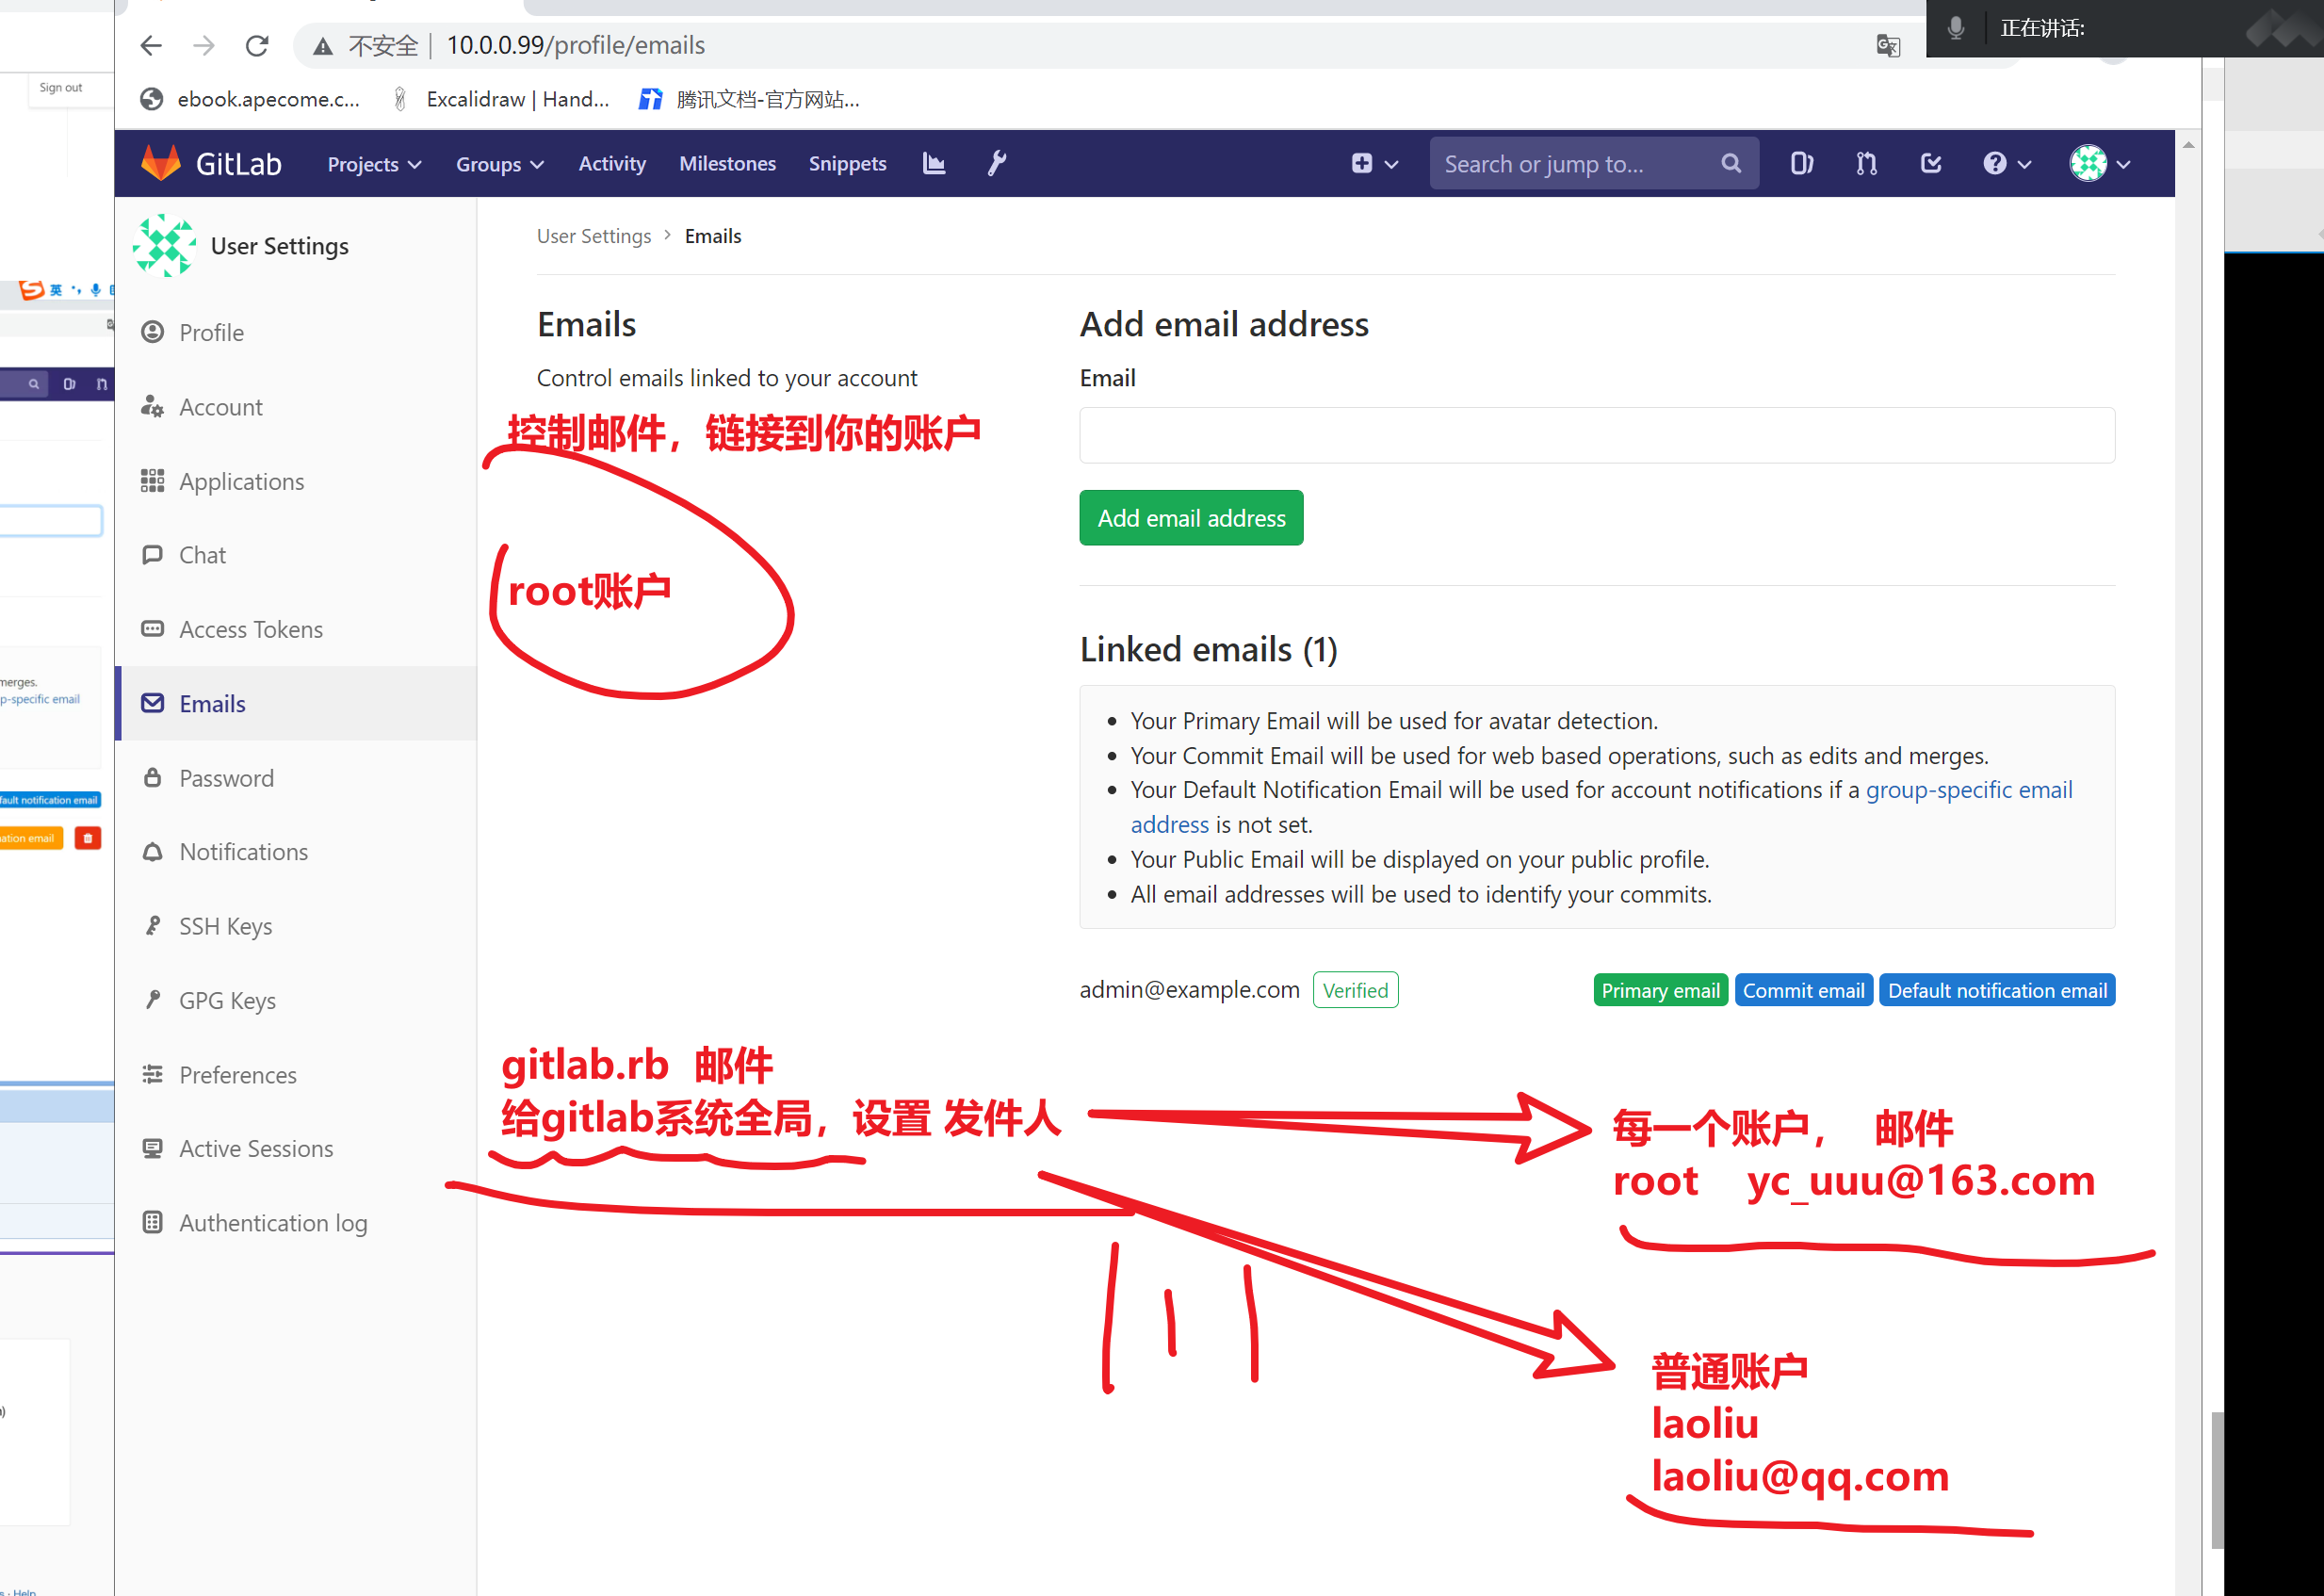 不安全
10.0.0.99/profile/emails
正在讲话:
ebook.apecome.c...
Excalidraw | Hand...
腾讯文档-官方网站...
Sign out
GitLab
Projects
Groups
Activity
Milestones
Snippets
Search or jump to...
User Settings
Profile
Account
Applications
Chat
Access Tokens
Emails
Password
Notifications
SSH Keys
GPG Keys
Preferences
Active Sessions
Authentication log
英
merges.
p-specific email
fault notification email
ation email
User Settings > Emails
Emails
Control emails linked to your account
控制邮件，链接到你的账户
root账户
Add email address
Email
Add email address
Linked emails (1)
Your Primary Email will be used for avatar detection.
Your Commit Email will be used for web based operations, such as edits and merges.
Your Default Notification Email will be used for account notifications if a group-specific email
address is not set.
Your Public Email will be displayed on your public profile.
All email addresses will be used to identify your commits.
admin@example.com Verified
Primary email Commit email Default notification email
gitlab.rb 邮件
给gitlab系统全局，设置 发件人
每一个账户， 邮件
root yc_uuu@163.com
普通账户
laoliu
laoliu@qq.com
Help